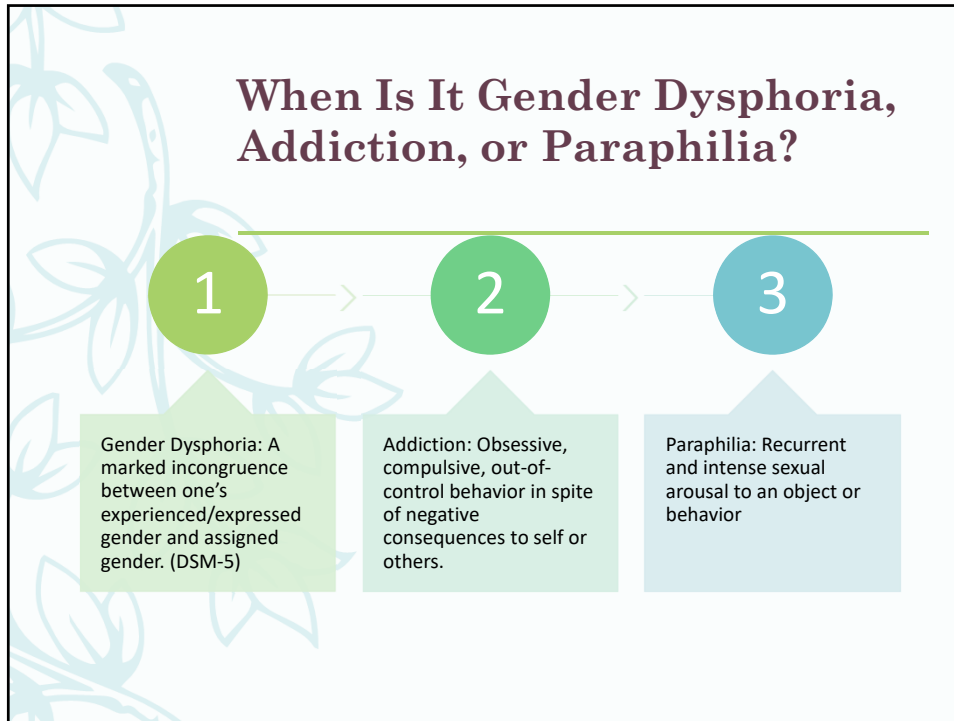 When Is It Gender Dysphoria,
Addiction, or Paraphilia?
1
2
3
Gender Dysphoria: A
marked incongruence
between one’s
experienced/expressed
gender and assigned
gender. (DSM-5)
Addiction: Obsessive,
compulsive, out-of-
control behavior in spite
of negative
consequences to self or
others.
Paraphilia: Recurrent
and intense sexual
arousal to an object or
behavior